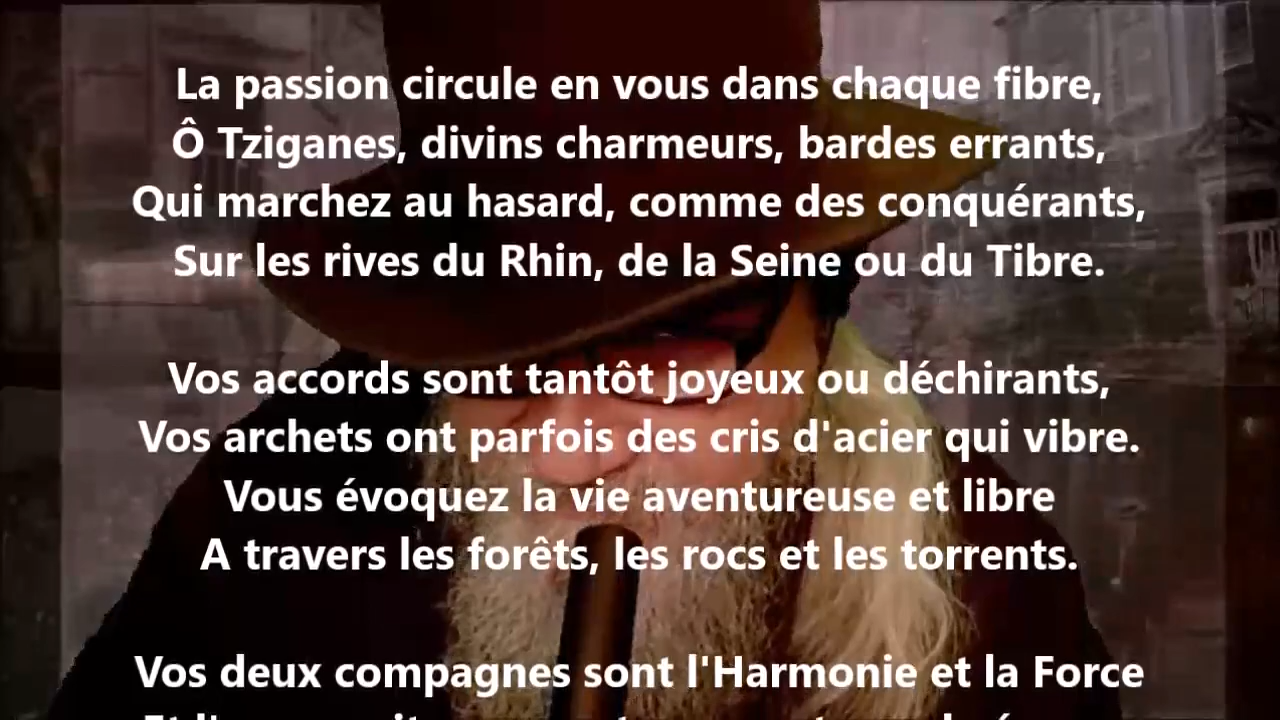 La passion circule en vous dans chaque fibre,
Ô Tziganes, divins charmeurs, bardes errants,
Qui marchez au hasard, comme des conquérants,
Sur les rives du Rhin, de la Seine ou du Tibre.
Vos accords sont tantôt joyeux ou déchirants,
Vos archets ont parfois des cris d'acier qui vibre.
Vous évoquez la vie aventureuse et libre
A travers les forêts, les rocs et les torrents.
Vos deux compagnes sont l'Harmonie et la Force